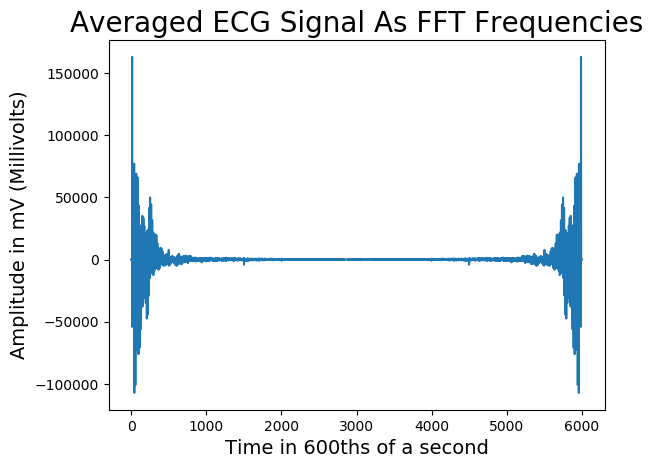 Averaged ECG Signal As FFT Frequencies
150000
100000
50000
0
−50000
−100000
Amplitude in mV (Millivolts)
0 1000 2000 3000 4000 5000 6000
Time in 600ths of a second